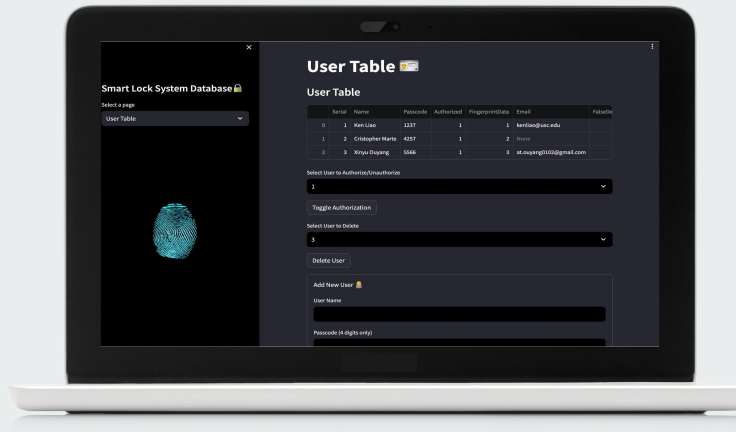 Smart Lock System Database
Select a page
User Table
User Table
User Table
Serial Name Passcode Authorized FingerprintData Email FalseDe
0 1 Ken Liao 1237 1 1 kenliao@usc.edu
1 2 Cristopher Marte 4257 1 2 None
2 3 Xinyu Ouyang 5566 1 3 at.ouyang0102@gmail.com
Select User to Authorize/Unauthorize
1
Toggle Authorization
Select User to Delete
3
Delete User
Add New User
User Name
Passcode (4 digits only)